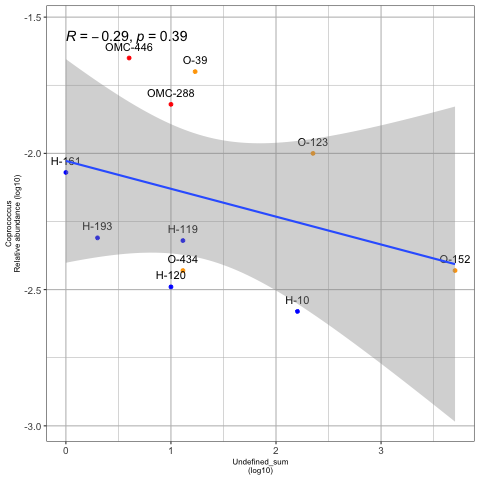 R = −0.29, p = 0.39
OMC-446
O-39
OMC-288
O-123
H-161
H-193
H-119
O-434
H-120
O-152
H-10
-1.5
-2.0
-2.5
-3.0
0
1
2
3
Coprococcus
Relative abundance (log10)
Undefined_sum
(log10)